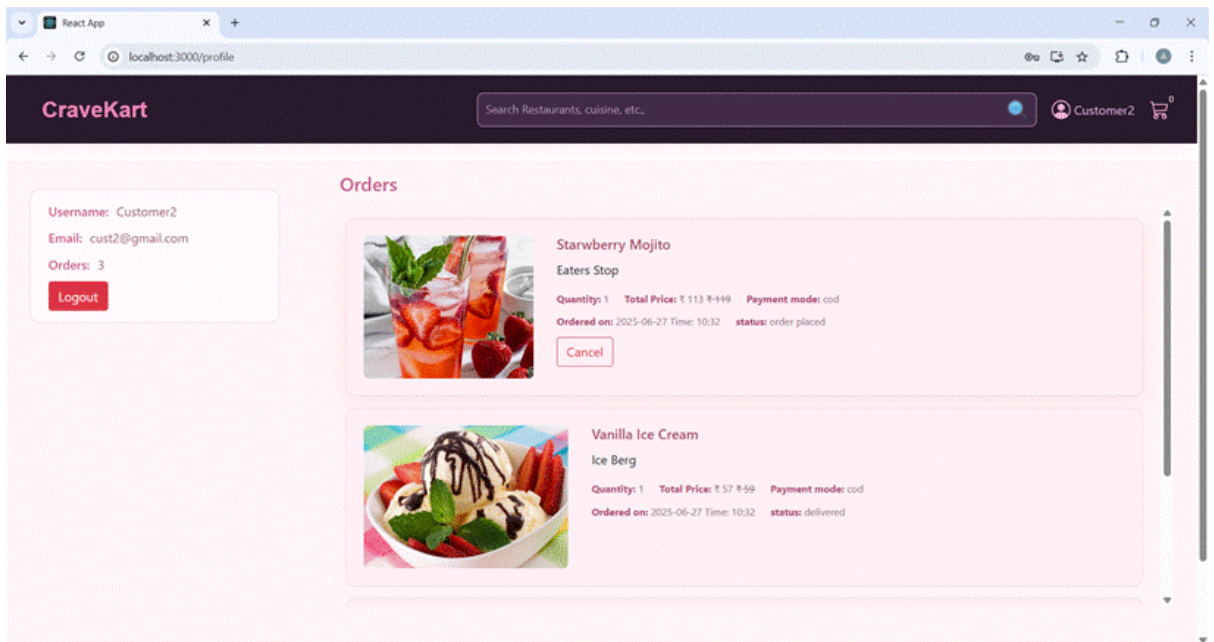 React App
localhost:3000/profile
CraveKart
Search Restaurants, cuisine, etc.,
Customer2
0
Orders
Username: Customer2
Email: cust2@gmail.com
Orders: 3
Logout
Starwberry Mojito
Eaters Stop
Quantity: 1 Total Price: ₹ 113 ₹ 119 Payment mode: cod
Ordered on: 2025-06-27 Time: 10:32 status: order placed
Cancel
Vanilla Ice Cream
Ice Berg
Quantity: 1 Total Price: ₹ 57 ₹ 59 Payment mode: cod
Ordered on: 2025-06-27 Time: 10:32 status: delivered